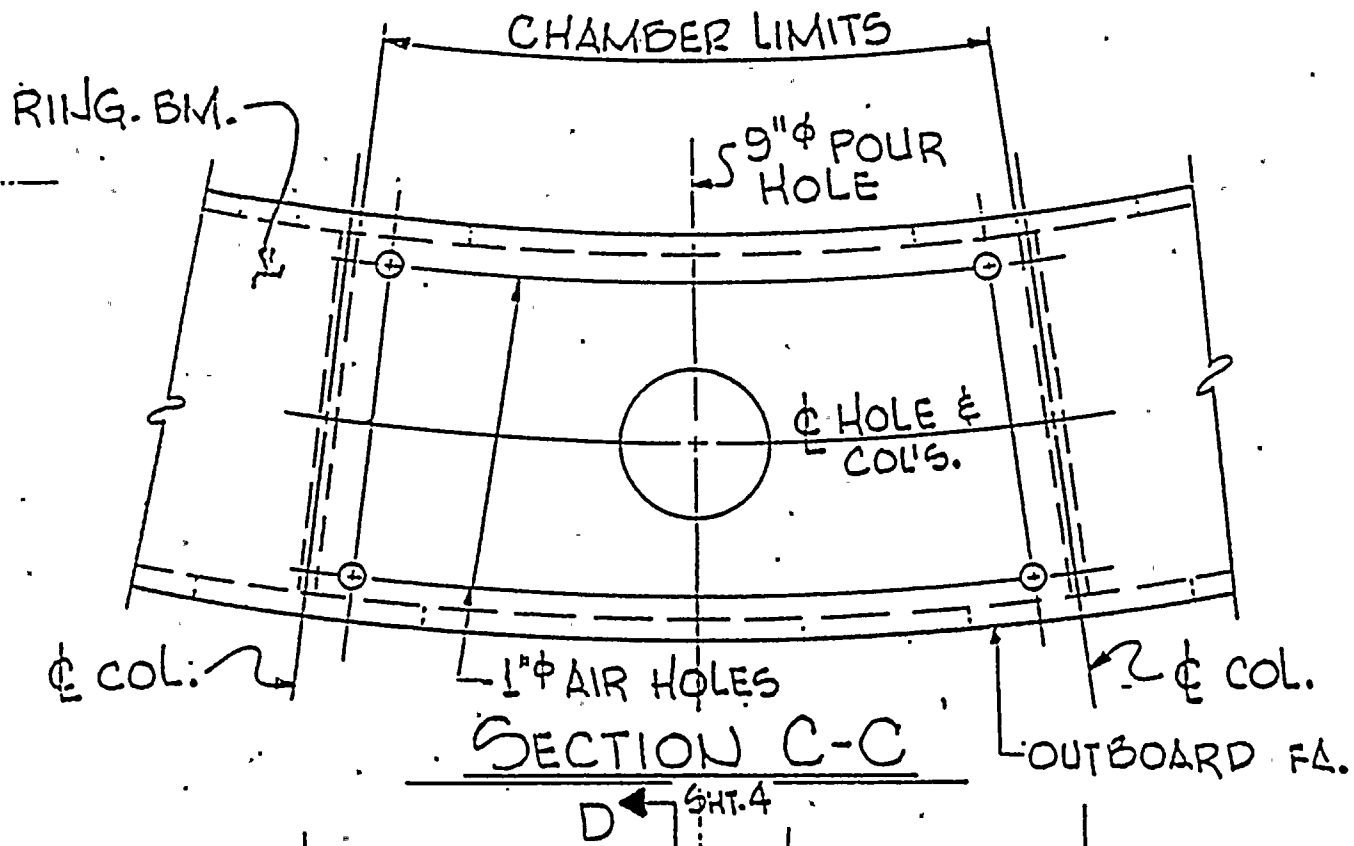 CHAMBER LIMITS
RING. BM.
9"ϕ POUR
HOLE
℄ HOLE &
COL'S.
℄ COL.
1"ϕ AIR HOLES
℄ COL.
SECTION C-C
OUTBOARD FA.
SHT.4
D